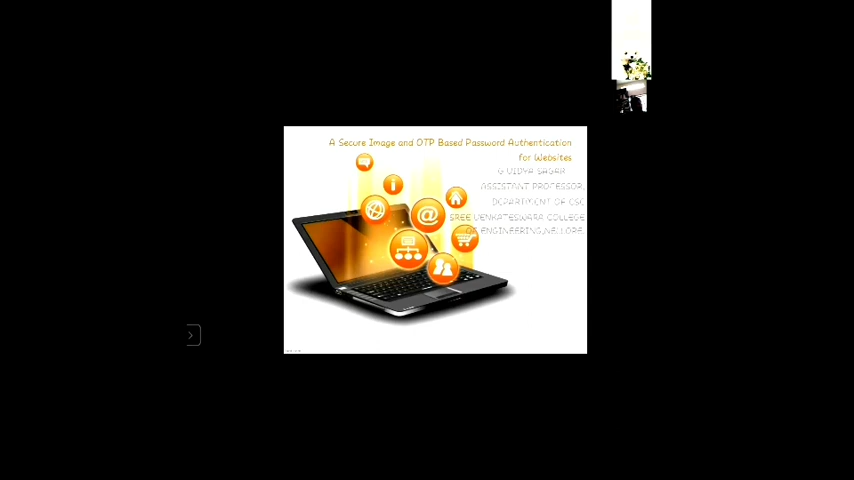 A Secure Image and OTP Based Password Authentication
for Websites
G VIDYA SAGAR
ASSISTANT PROFESSOR,
DEPARTMENT OF CSC
SREE VENKATESWARA COLLEGE
OF ENGINEERING,NELLORE.